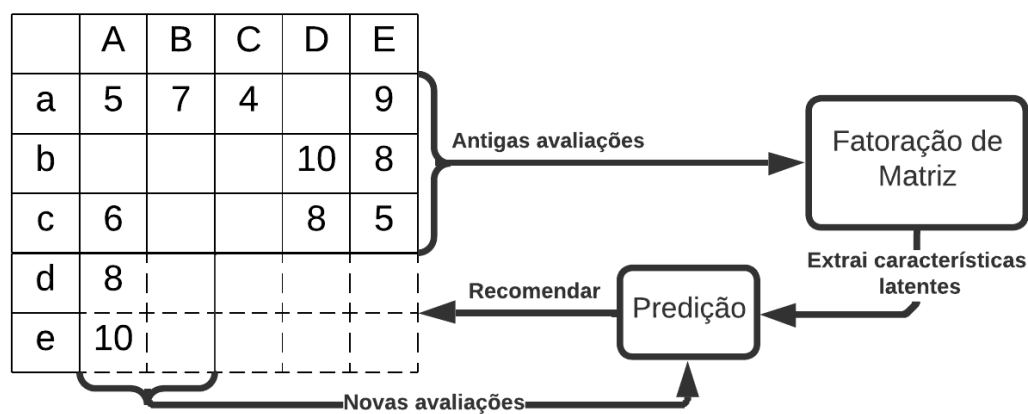 A B C D E
a 5 7 4 9
b 10 8
c 6 8 5
d 8
e 10
Antigas avaliações
Fatoração de
Matriz
Extrai características
latentes
Predição
Recomendar
Novas avaliações